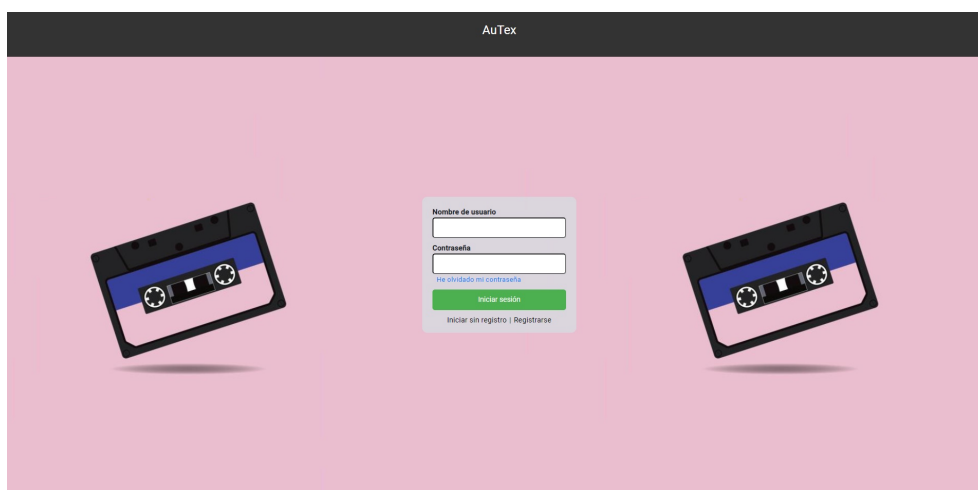 AuTex
Nombre de usuario
Contraseña
He olvidado mi contraseña
Iniciar sesión
Iniciar sin registro | Registrarse